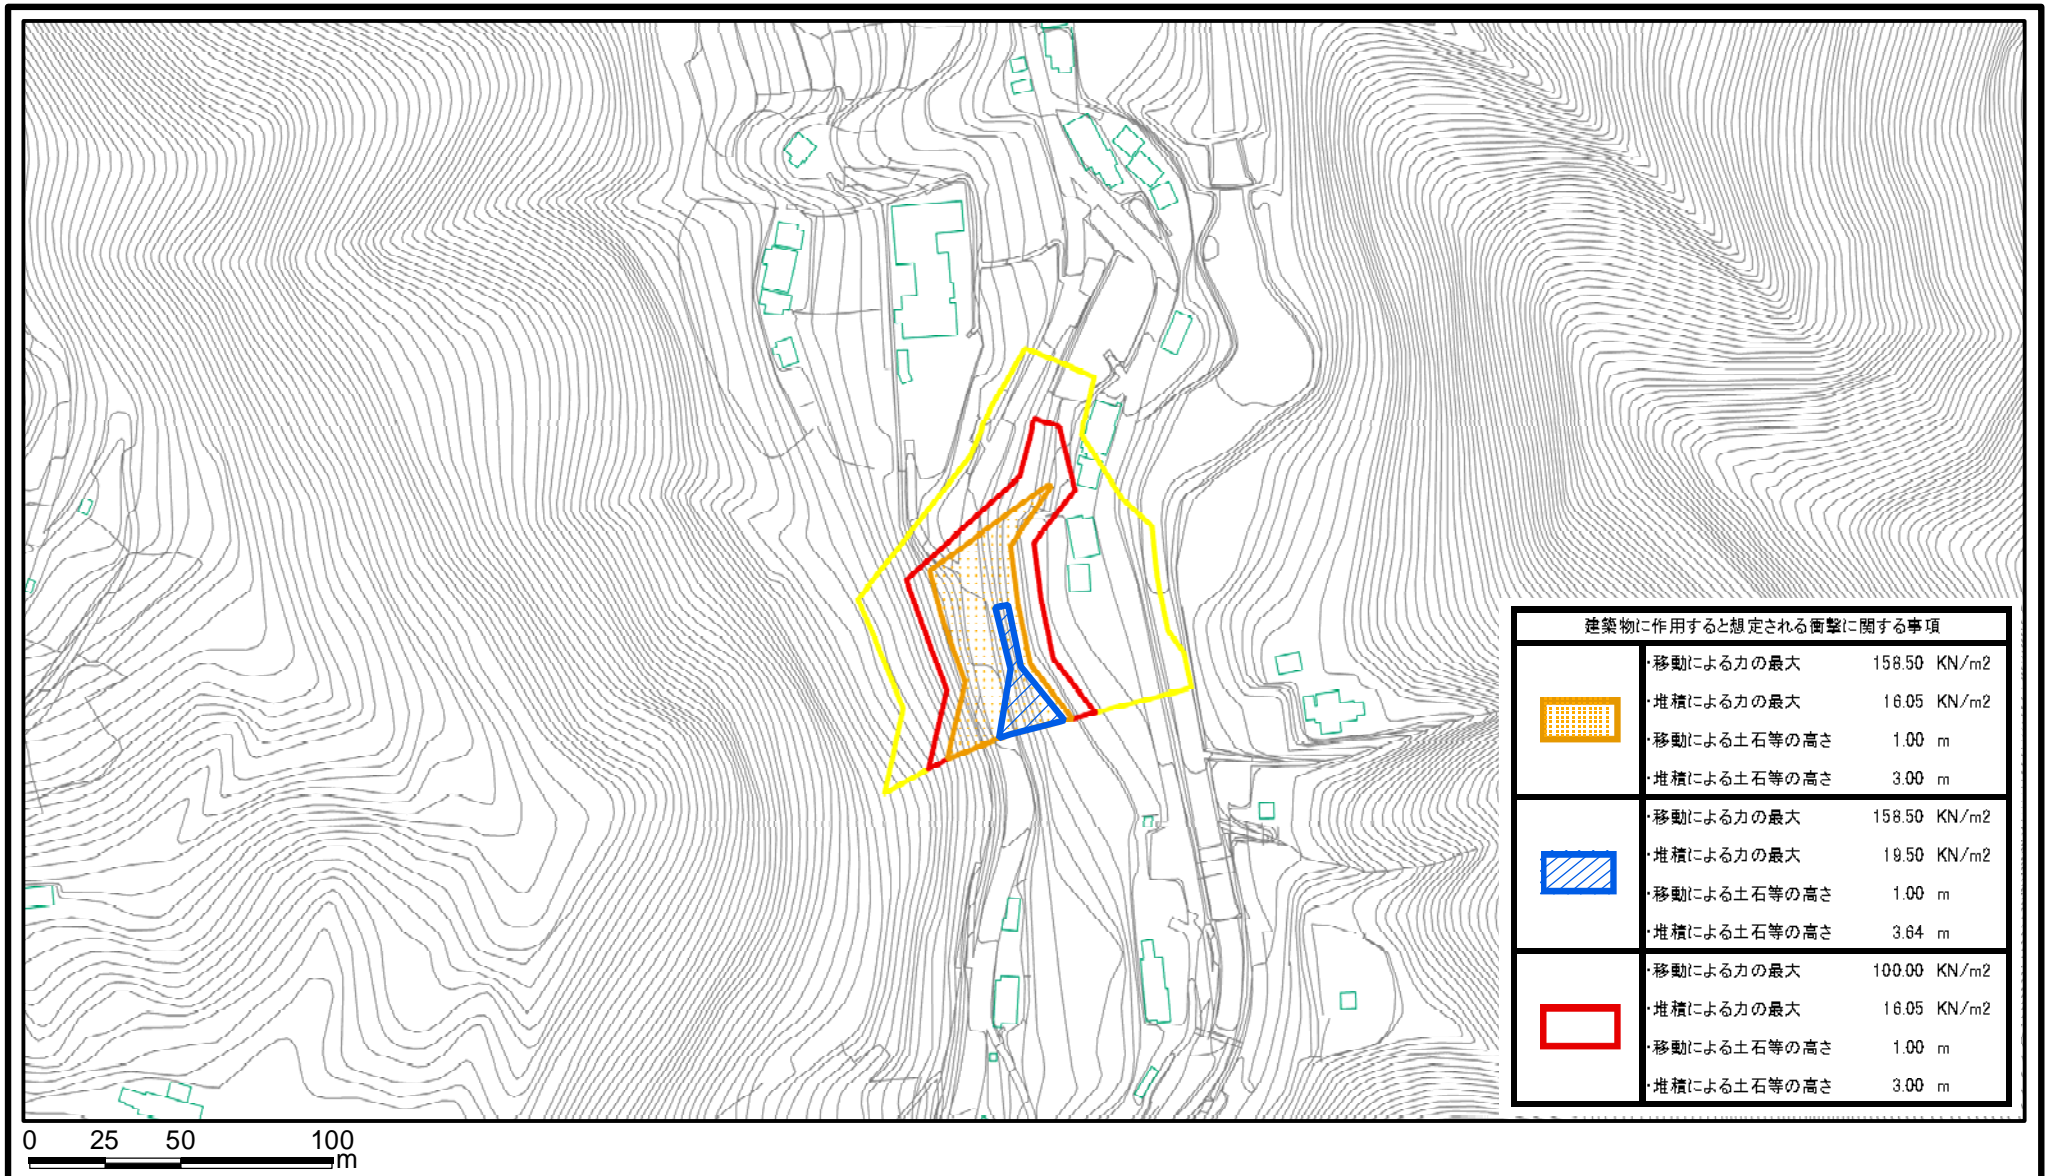 建築物に作用すると想定される衝撃に関する事項
・移動による力の最大 158.50 KN/m2
・堆積による力の最大 16.05 KN/m2
・移動による土石等の高さ 1.00 m
・堆積による土石等の高さ 3.00 m
・移動による力の最大 158.50 KN/m2
・堆積による力の最大 19.50 KN/m2
・移動による土石等の高さ 1.00 m
・堆積による土石等の高さ 3.64 m
・移動による力の最大 100.00 KN/m2
・堆積による力の最大 16.05 KN/m2
・移動による土石等の高さ 1.00 m
・堆積による土石等の高さ 3.00 m
0 25 50 100
m